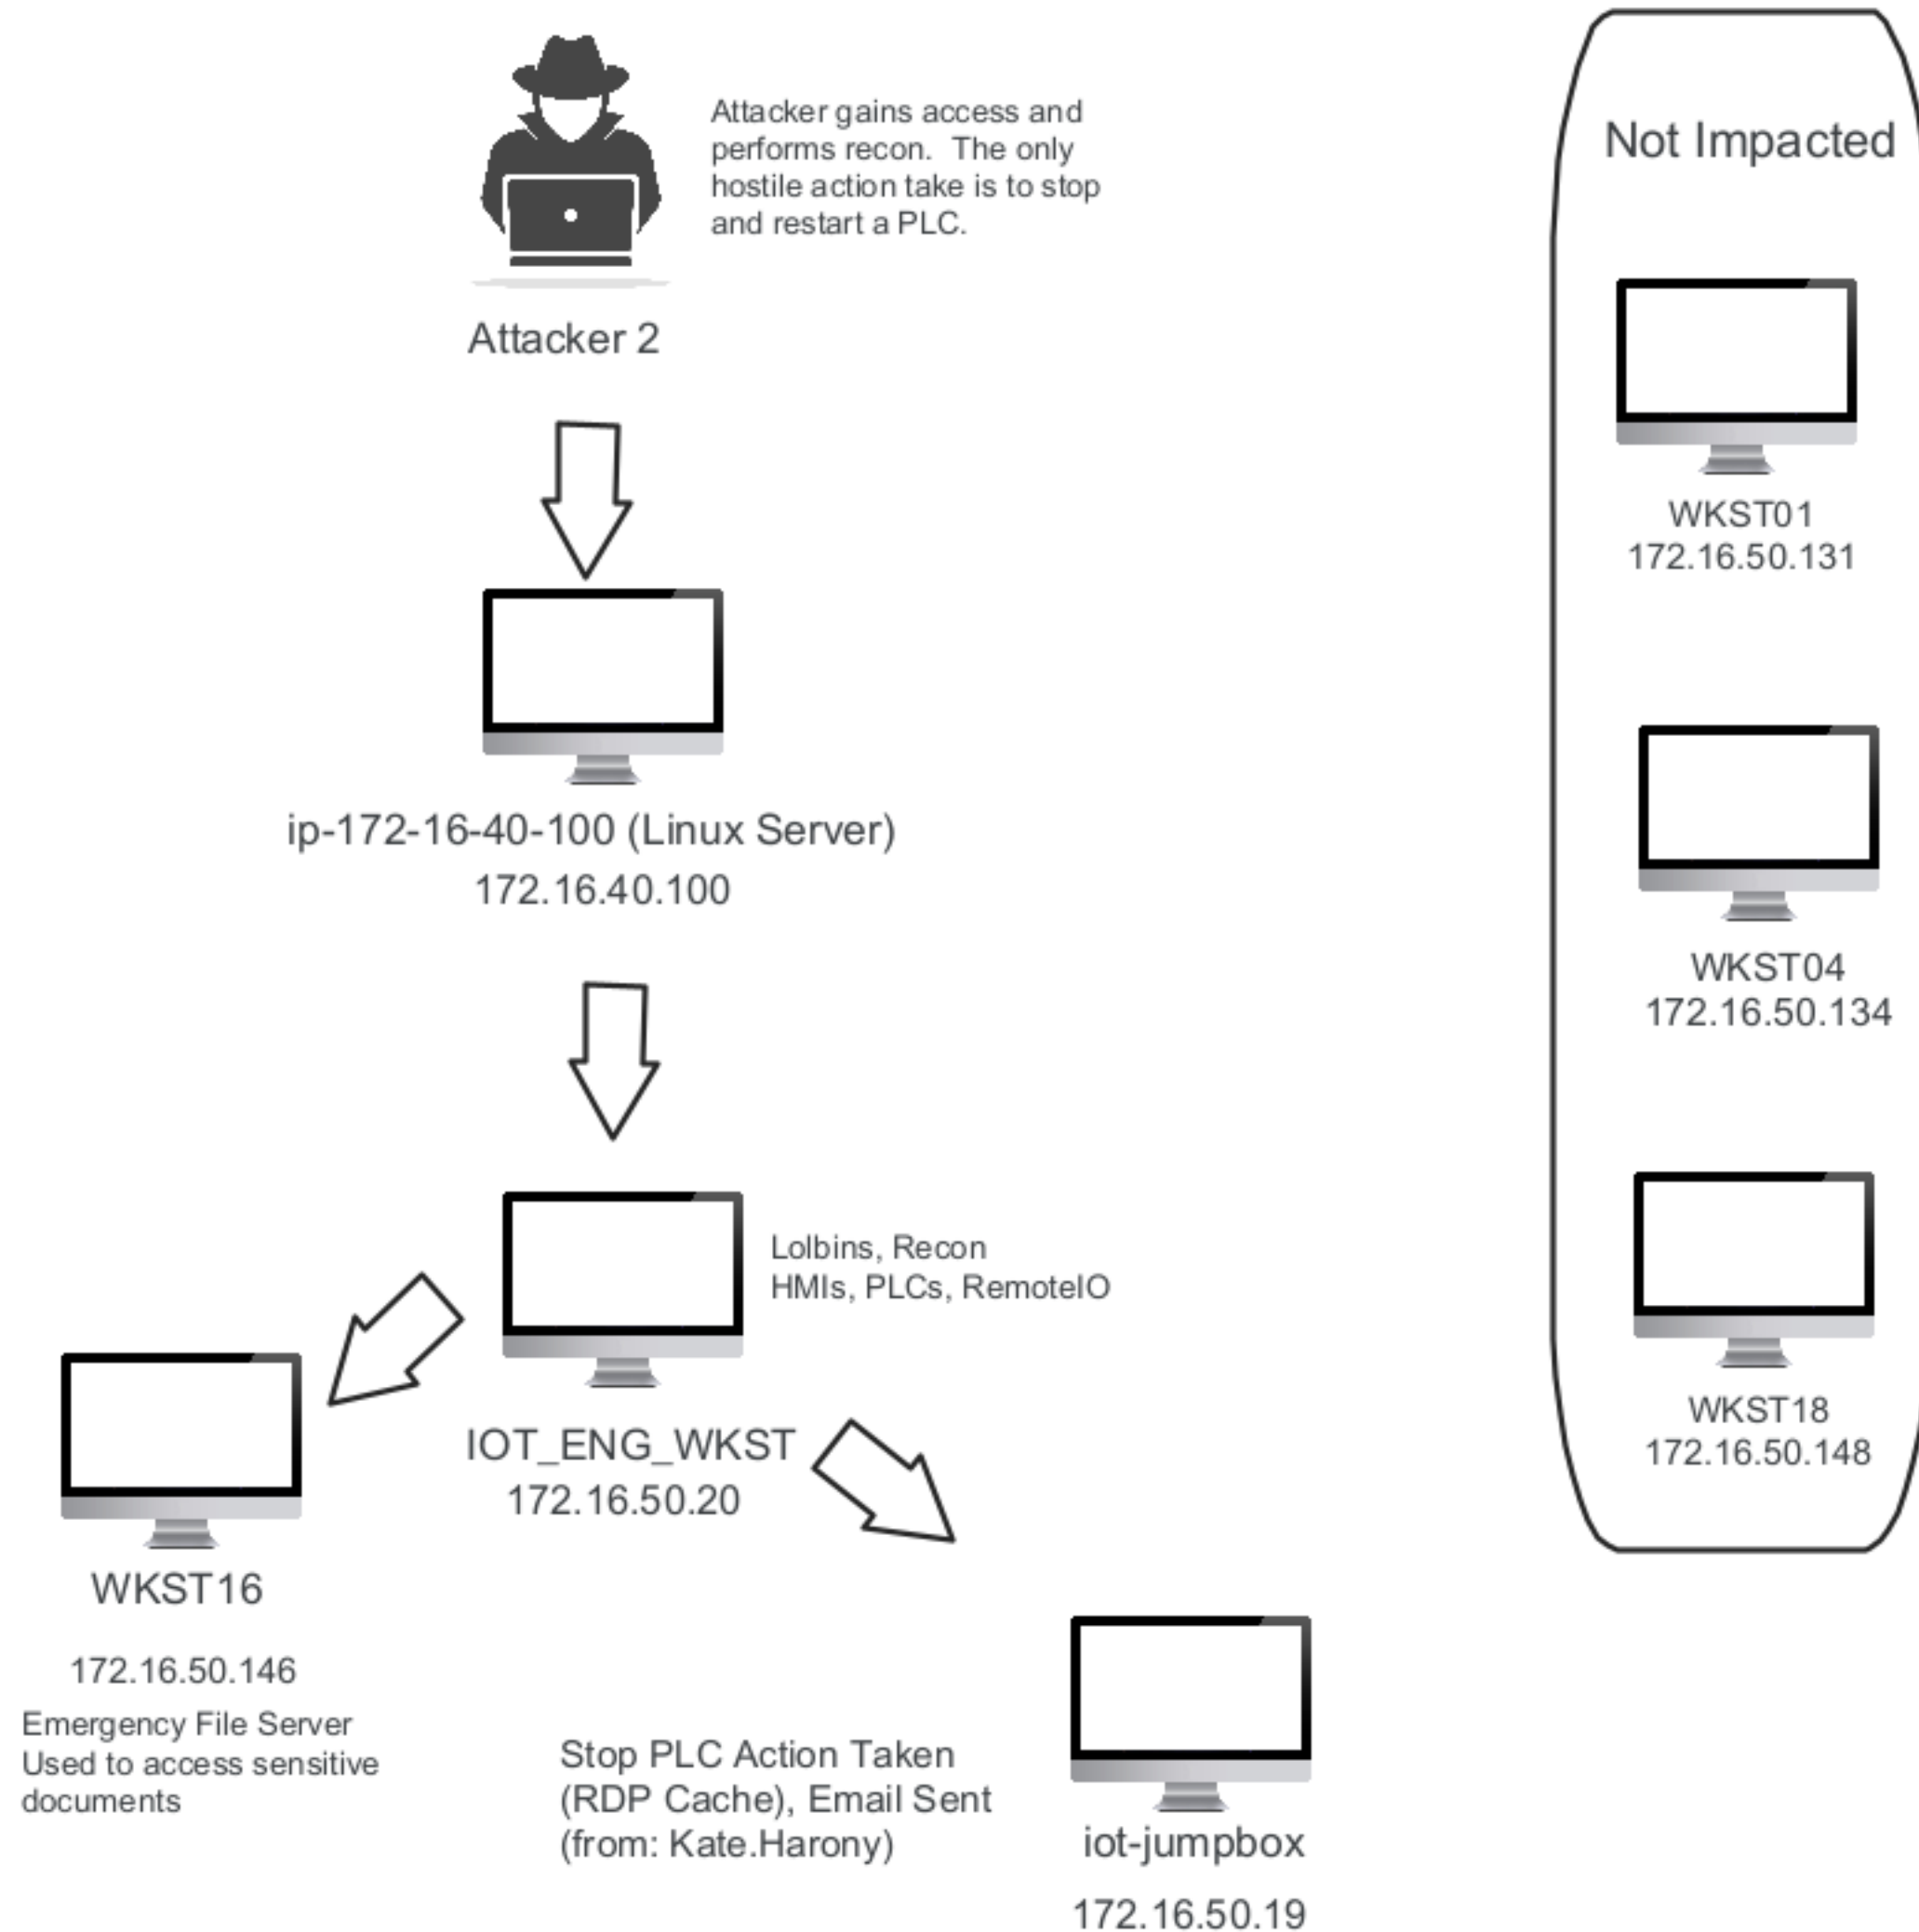 Attacker gains access and
performs recon.  The only
hostile action take is to stop
and restart a PLC.
Attacker 2
ip-172-16-40-100 (Linux Server)
172.16.40.100
Lolbins, Recon
HMIs, PLCs, RemoteIO
IOT_ENG_WKST
172.16.50.20
WKST16
172.16.50.146
Emergency File Server
Used to access sensitive
documents
Stop PLC Action Taken
(RDP Cache), Email Sent
(from: Kate.Harony)
iot-jumpbox
172.16.50.19
Not Impacted
WKST01
172.16.50.131
WKST04
172.16.50.134
WKST18
172.16.50.148